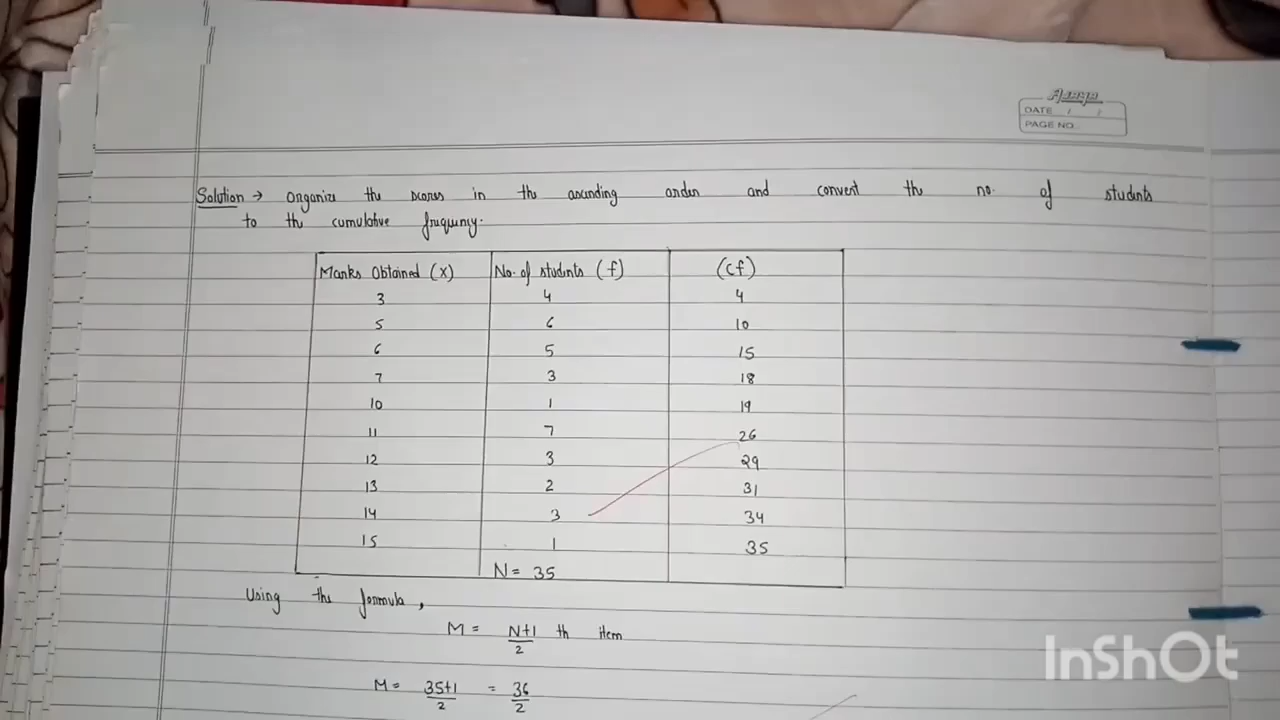 Asaya
DATE / /
PAGE NO.
Solution → Organize the scores in the ascending order and convert the no. of students
to the cumulative frequency.
Marks Obtained (x) No. of students (f) (Cf)
3 4 4
5 6 10
6 5 15
7 3 18
10 1 19
11 7 26
12 3 29
13 2 31
14 3 34
15 1 35
N = 35
Using the formula,
M = N+1/2 th item
M = 35+1/2 = 36/2
InShOt